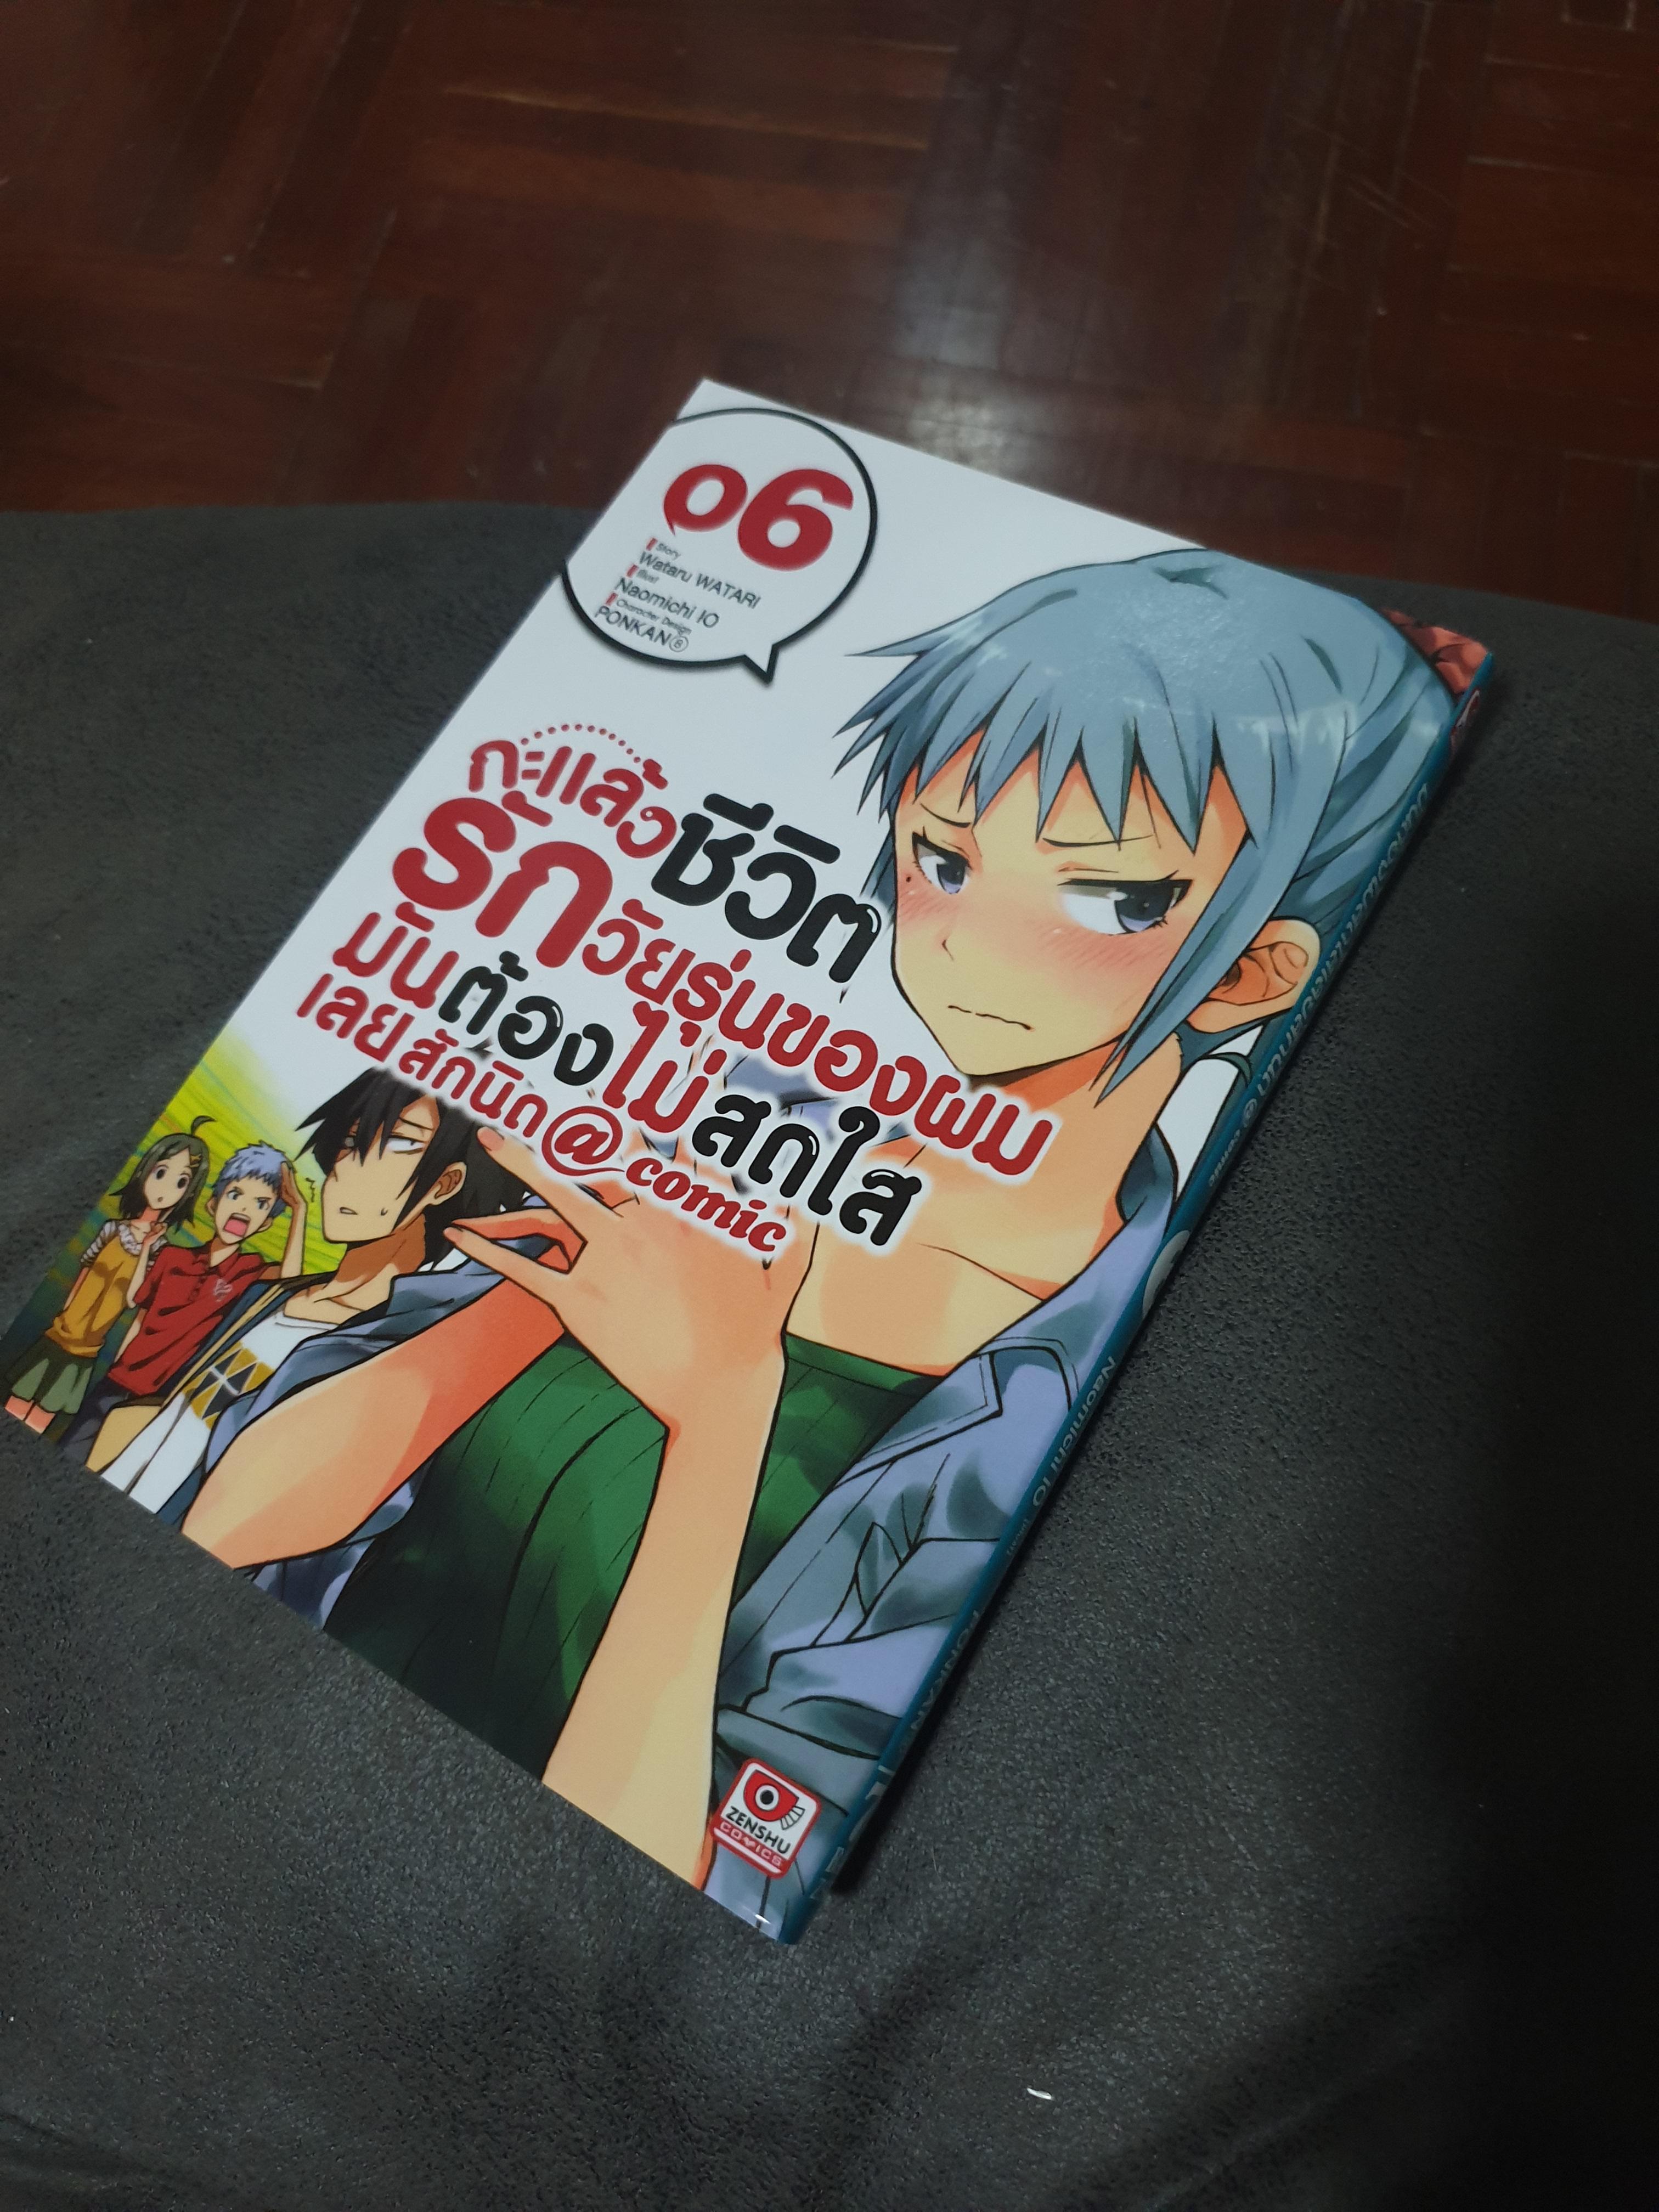 06
Story
Wataru WATARI
Illust
Naomichi IO
Character Design
PONKAN⑧
กะแล้วชีวิต
รักวัยรุ่นของผม
มันต้องไม่สดใส
เลยสักนิด@comic
ZENSHU
COMICS
Naomichi IO